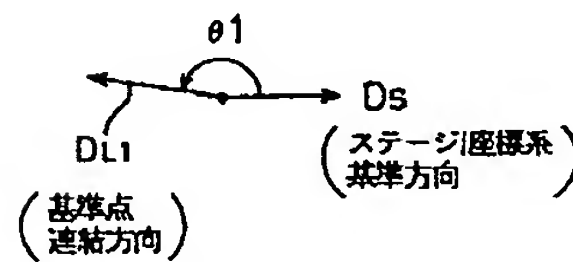 θ1
DS
(ステージ座標系
基準方向)
DL1
(基準点
連結方向)